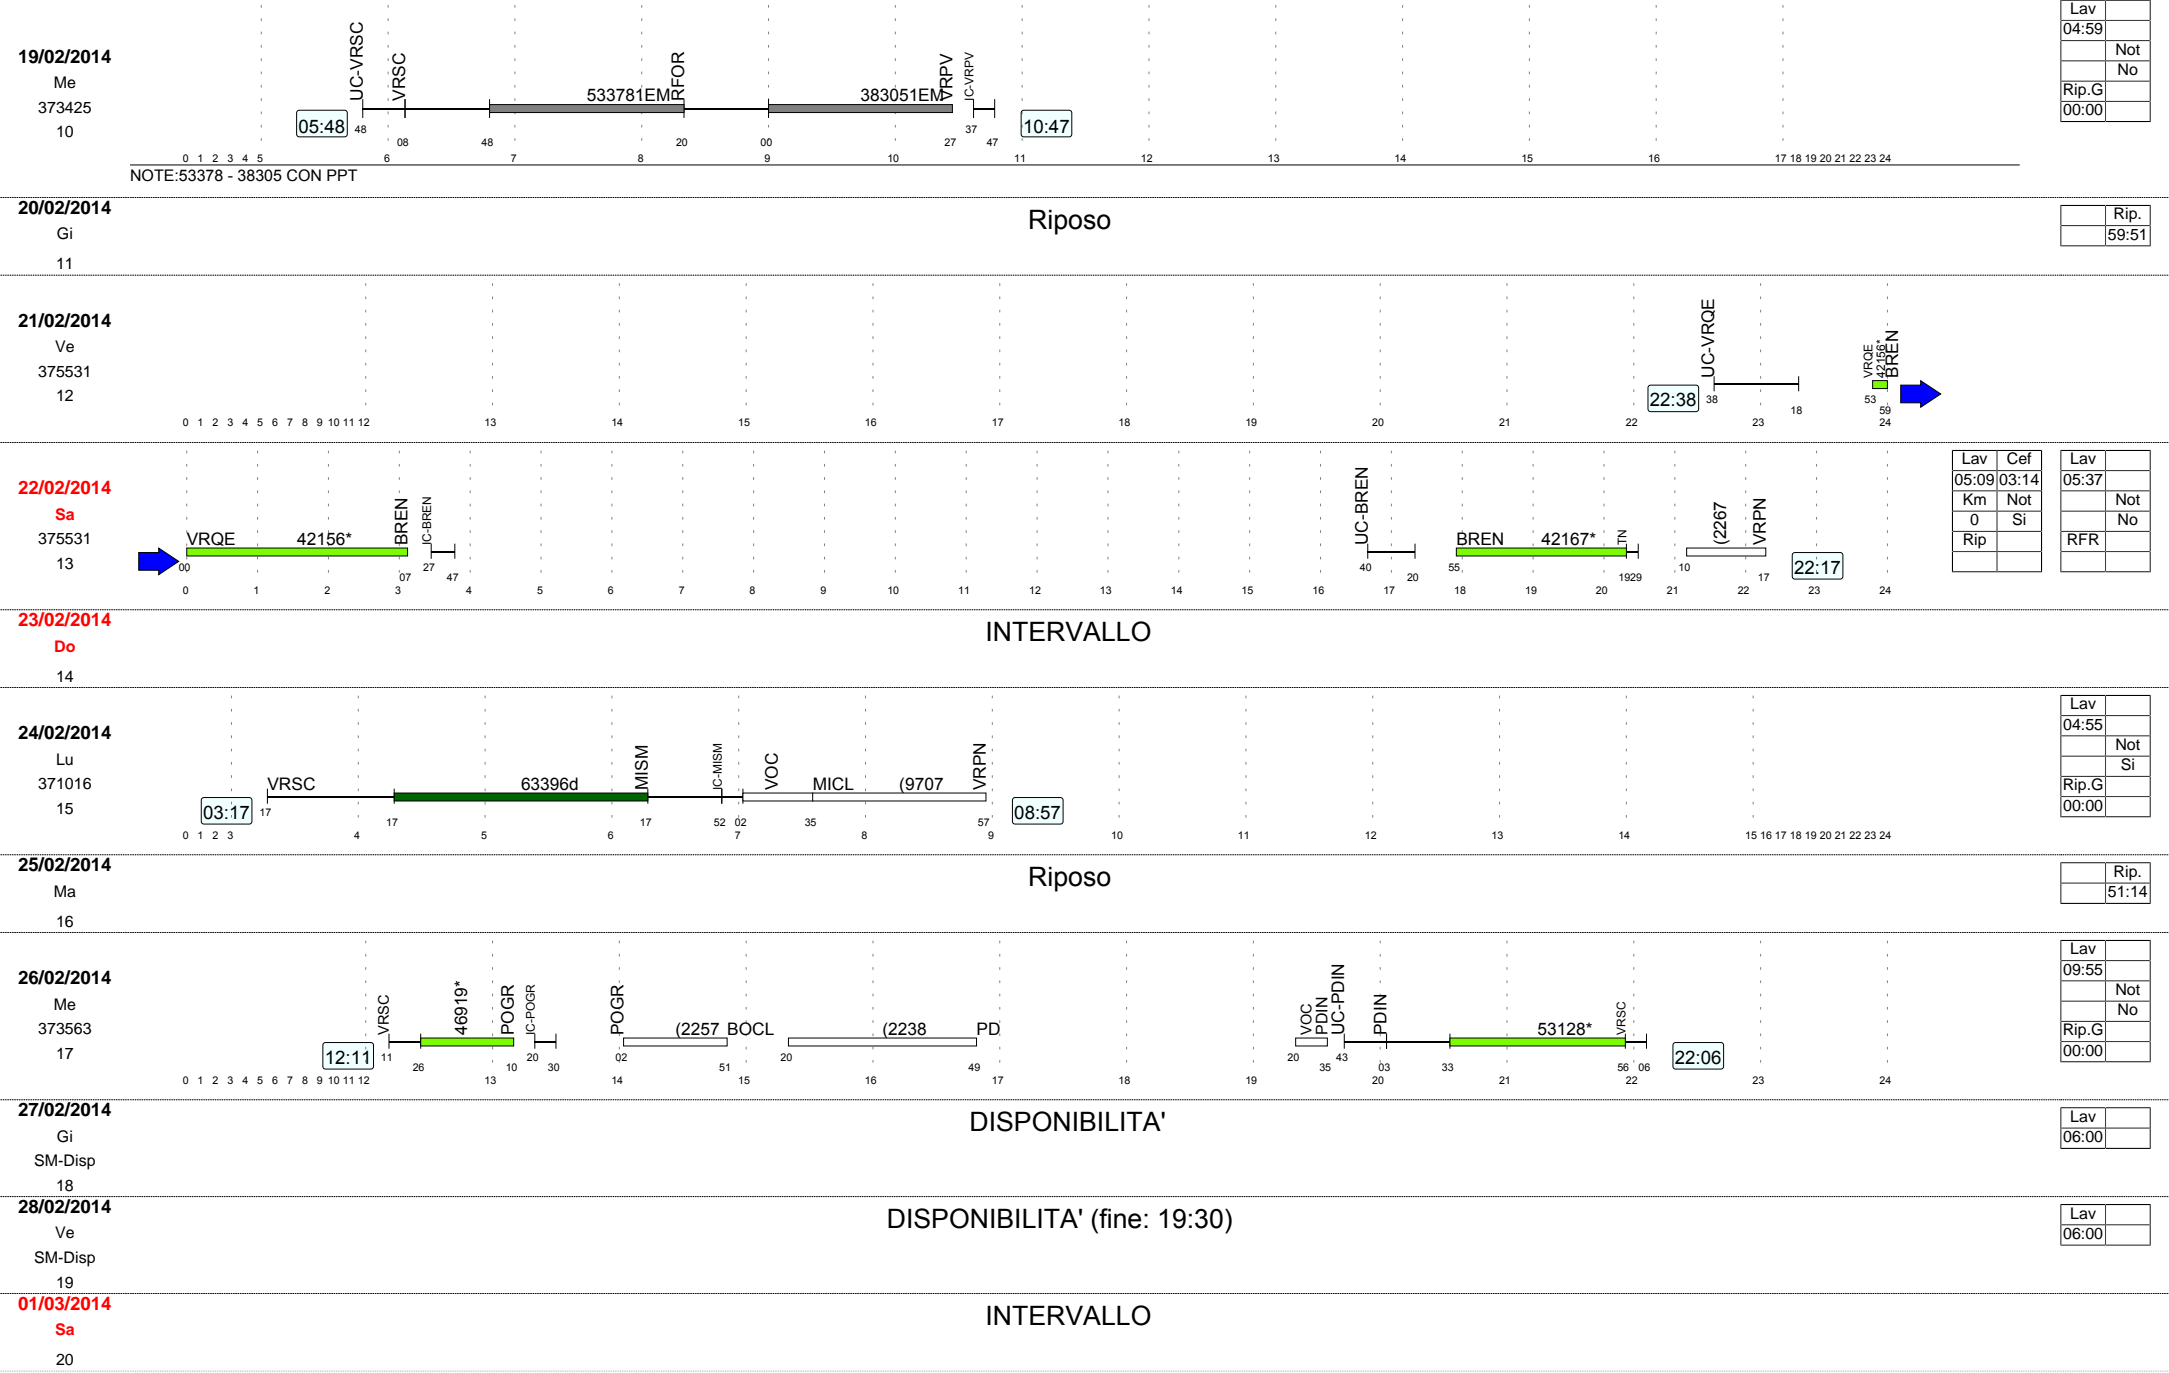 Lav
04:59
Not
No
Rip.G
00:00
19/02/2014
Me
373425
10
UC-VRSC
VRSC
533781EM
RFOR
383051EM
VRPV
IC-VRPV
05:48
48
08
48
20
00
27
37
47
10:47
0 1 2 3 4 5 6 7 8 9 10 11 12 13 14 15 16 17 18 19 20 21 22 23 24
NOTE:53378 - 38305 CON PPT
20/02/2014
Gi
11
Riposo
Rip.
59:51
21/02/2014
Ve
375531
12
UC-VRQE
VRQE
42156*
BREN
22:38
38
18
53
59
0 1 2 3 4 5 6 7 8 9 10 11 12 13 14 15 16 17 18 19 20 21 22 23 24
22/02/2014
Sa
375531
13
VRQE
42156*
BREN
IC-BREN
UC-BREN
BREN
42167*
TN
(2267
VRPN
00
07
27
47
40
20
55
19
29
10
17
22:17
0 1 2 3 4 5 6 7 8 9 10 11 12 13 14 15 16 17 18 19 20 21 22 23 24
Lav Cef
05:09 03:14
Km Not
0 Si
Rip
Lav
05:37
Not
No
RFR
23/02/2014
Do
14
INTERVALLO
24/02/2014
Lu
371016
15
VRSC
63396d
MISM
IC-MISM
VOC
MICL
(9707
VRPN
03:17
17
17
17
52
02
35
57
08:57
0 1 2 3 4 5 6 7 8 9 10 11 12 13 14 15 16 17 18 19 20 21 22 23 24
Lav
04:55
Not
Si
Rip.G
00:00
25/02/2014
Ma
16
Riposo
Rip.
51:14
26/02/2014
Me
373563
17
VRSC
46919*
POGR
IC-POGR
POGR
(2257
BOCL
(2238
PD
VOC
PDIN
UC-PDIN
PDIN
53128*
VRSC
12:11
11
26
10
20
30
02
51
20
49
20
35
43
03
33
56
06
22:06
0 1 2 3 4 5 6 7 8 9 10 11 12 13 14 15 16 17 18 19 20 21 22 23 24
Lav
09:55
Not
No
Rip.G
00:00
27/02/2014
Gi
SM-Disp
18
DISPONIBILITA'
Lav
06:00
28/02/2014
Ve
SM-Disp
19
DISPONIBILITA' (fine: 19:30)
Lav
06:00
01/03/2014
Sa
20
INTERVALLO